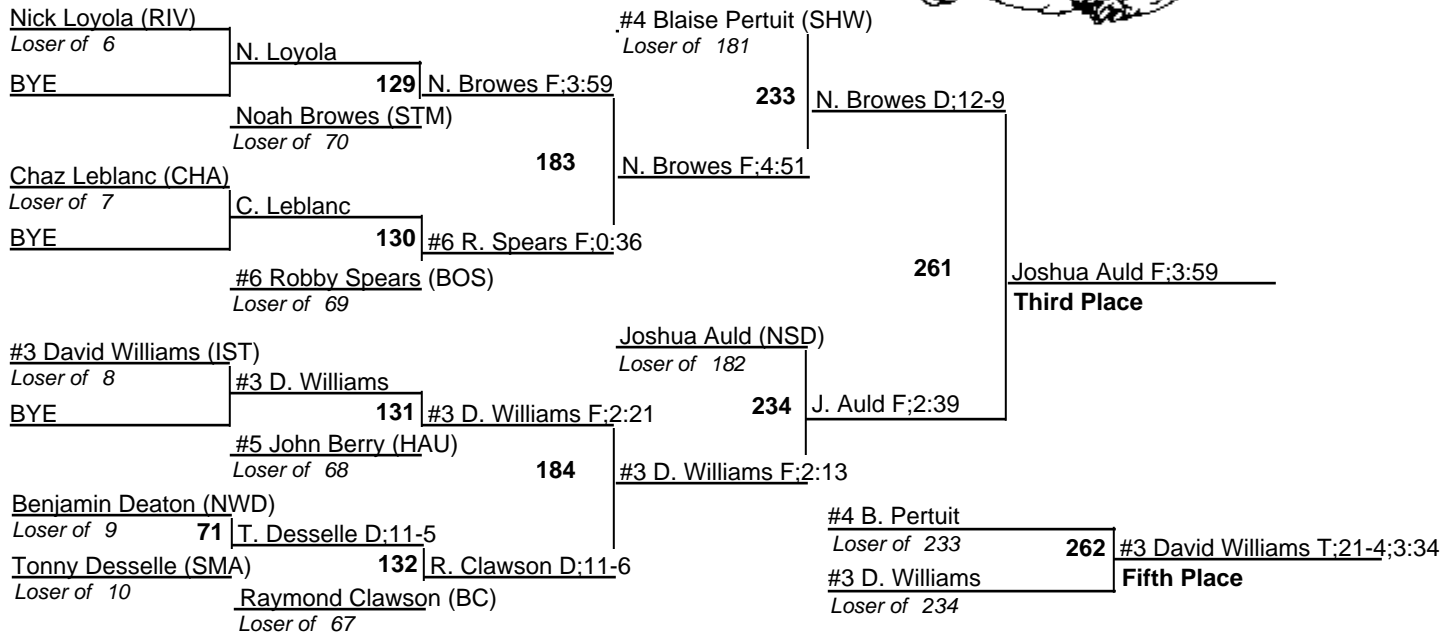 Nick Loyola (RIV)
Loser of 6
N. Loyola
BYE
129 N. Browes F;3:59
Noah Browes (STM)
Loser of 70
183
Chaz Leblanc (CHA)
Loser of 7
C. Leblanc
BYE
130 #6 R. Spears F;0:36
#6 Robby Spears (BOS)
Loser of 69
#3 David Williams (IST)
Loser of 8
#3 D. Williams
BYE
131 #3 D. Williams F;2:21
#5 John Berry (HAU)
Loser of 68
184
Benjamin Deaton (NWD)
Loser of 9
71 T. Desselle D;11-5
Tonny Desselle (SMA)
Loser of 10
132 R. Clawson D;11-6
Raymond Clawson (BC)
Loser of 67
#4 Blaise Pertuit (SHW)
Loser of 181
233 N. Browes D;12-9
N. Browes F;4:51
261 Joshua Auld F;3:59
Third Place
Joshua Auld (NSD)
Loser of 182
234 J. Auld F;2:39
#3 D. Williams F;2:13
#4 B. Pertuit
Loser of 233
262 #3 David Williams T;21-4;3:34
Fifth Place
#3 D. Williams
Loser of 234